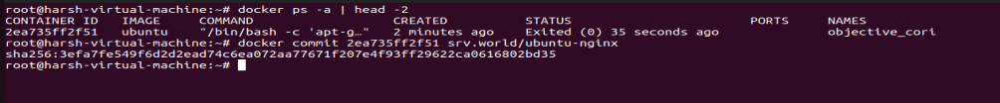 root@harsh-virtual-machine:~# docker ps -a | head -2
CONTAINER ID   IMAGE     COMMAND                  CREATED         STATUS                      PORTS     NAMES
2ea735ff2f51   ubuntu    "/bin/bash -c 'apt-g…"   2 minutes ago   Exited (0) 35 seconds ago             objective_cori
root@harsh-virtual-machine:~# docker commit 2ea735ff2f51 srv.world/ubuntu-nginx
sha256:3efa7fe549f6d2d2ead74c6ea072aa77671f207e4f93ff29622ca0616802bd35
root@harsh-virtual-machine:~#